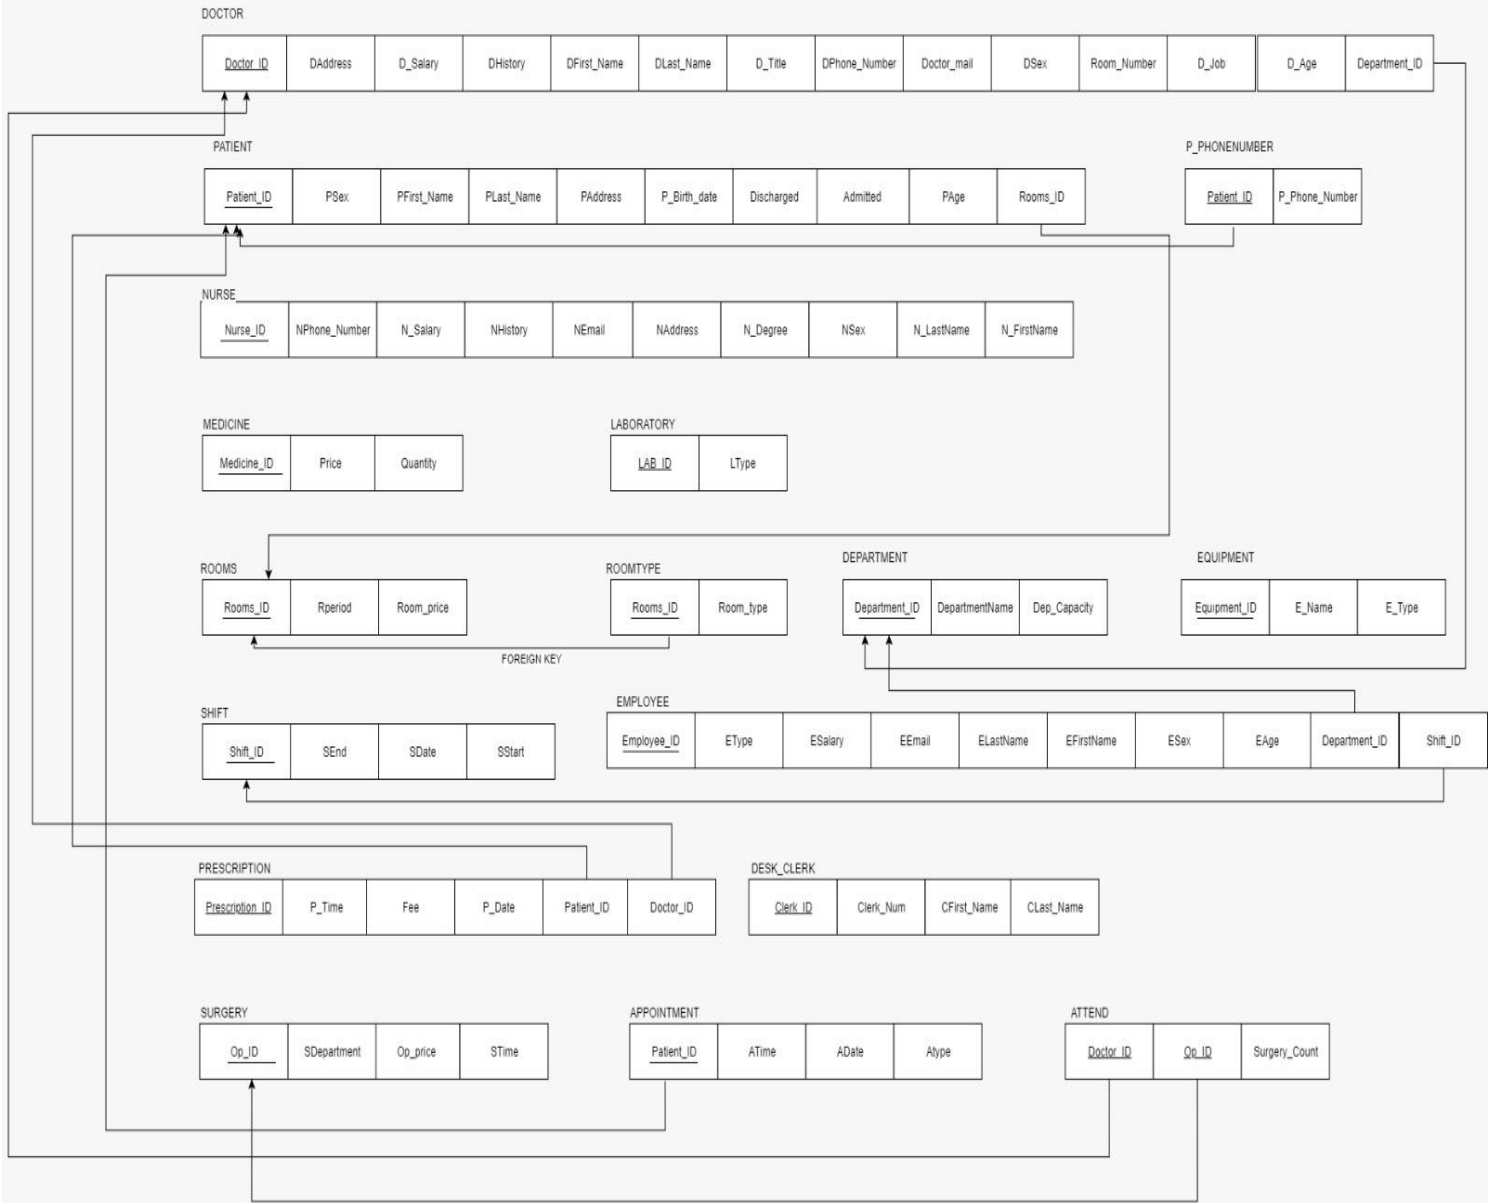 DOCTOR
Doctor_ID DAddress D_Salary DHistory DFirst_Name DLast_Name D_Title DPhone_Number Doctor_mail DSex Room_Number D_Job D_Age Department_ID
PATIENT P_PHONENUMBER
Patient_ID PSex PFirst_Name PLast_Name PAddress P_Birth_date Discharged Admitted PAge Rooms_ID Patient_ID P_Phone_Number
NURSE
Nurse_ID NPhone_Number N_Salary NHistory NEmail NAddress N_Degree NSex N_LastName N_FirstName
MEDICINE LABORATORY
Medicine_ID Price Quantity LAB_ID LType
ROOMS ROOMTYPE DEPARTMENT EQUIPMENT
Rooms_ID Rperiod Room_price Rooms_ID Room_type Department_ID DepartmentName Dep_Capacity Equipment_ID E_Name E_Type
FOREIGN KEY
SHIFT EMPLOYEE
Shift_ID SEnd SDate SStart Employee_ID EType ESalary EEmail ELastName EFirstName ESex EAge Department_ID Shift_ID
PRESCRIPTION DESK_CLERK
Prescription_ID P_Time Fee P_Date Patient_ID Doctor_ID Clerk_ID Clerk_Num CFirst_Name CLast_Name
SURGERY APPOINTMENT ATTEND
Op_ID SDepartment Op_price STime Patient_ID ATime ADate Atype Doctor_ID Op_ID Surgery_Count